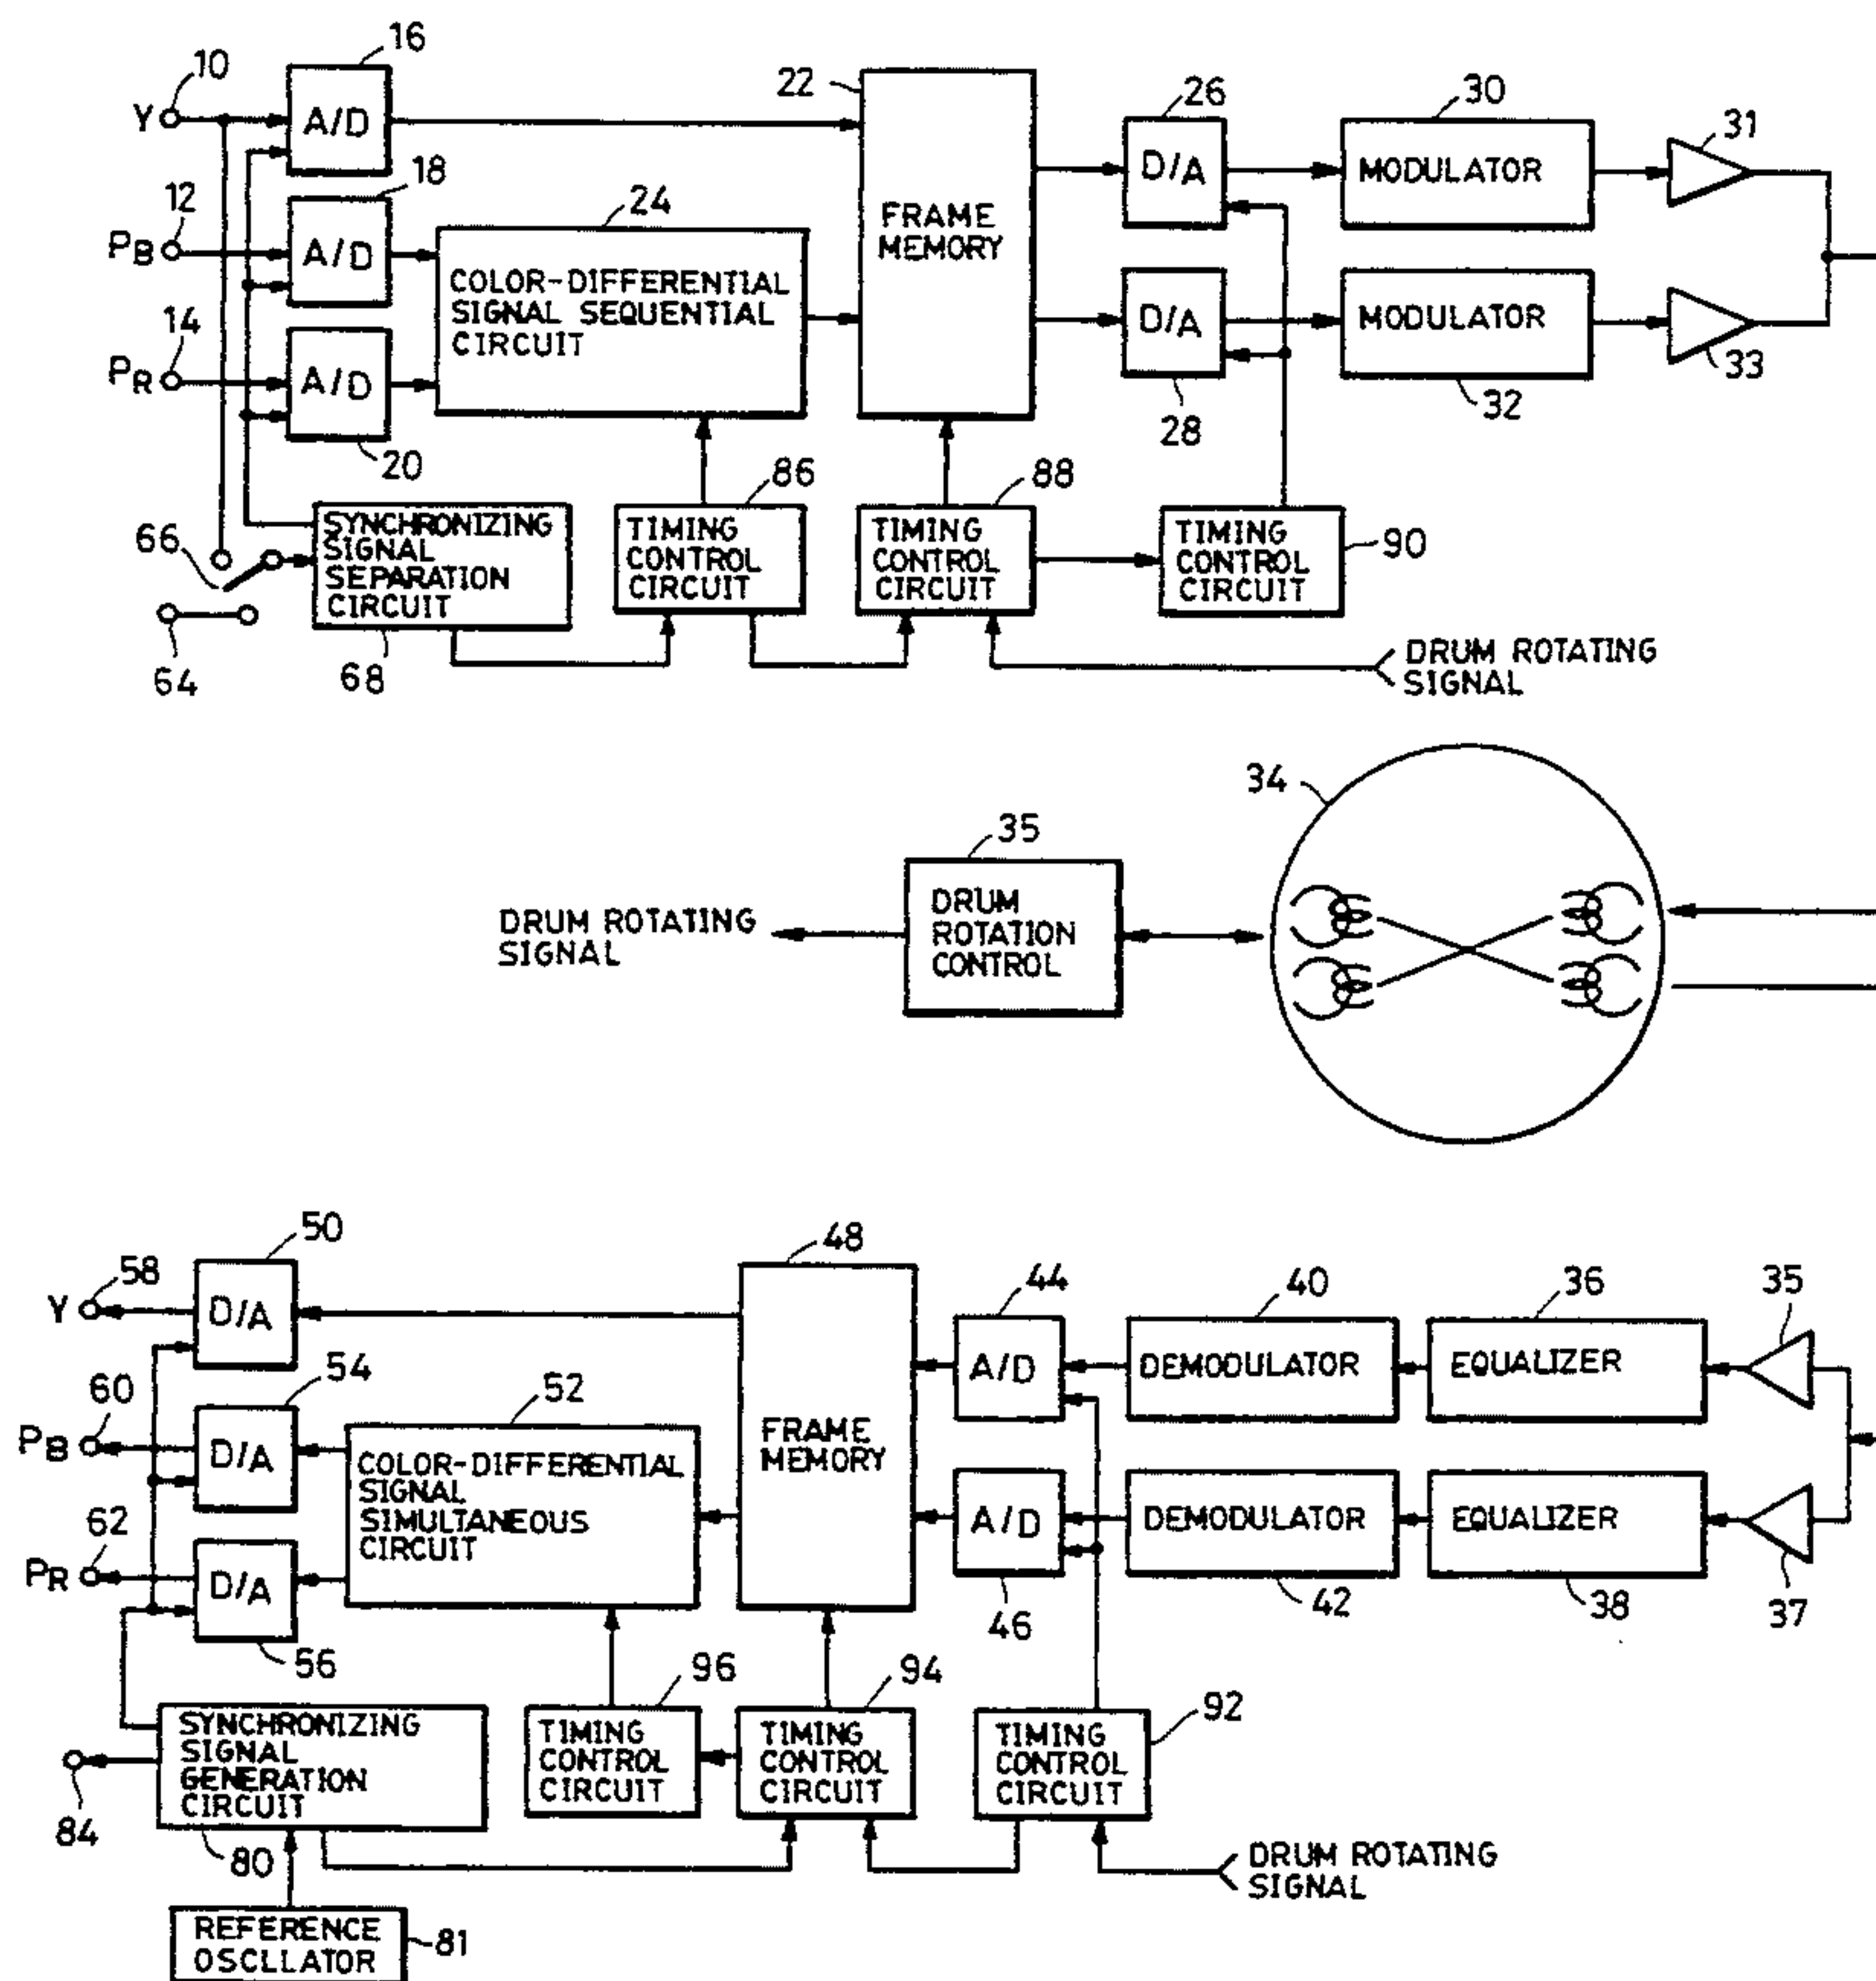 16
10
Y
A/D
22
26
30
31
D/A
MODULATOR
12
18
24
PB
A/D
FRAME
MEMORY
COLOR-DIFFERENTIAL
SIGNAL SEQUENTIAL
CIRCUIT
14
PR
A/D
D/A
MODULATOR
33
20
28
32
86
88
66
SYNCHRONIZING
SIGNAL
SEPARATION
CIRCUIT
TIMING
CONTROL
CIRCUIT
TIMING
CONTROL
CIRCUIT
TIMING
CONTROL
CIRCUIT
90
64
68
DRUM ROTATING
SIGNAL
34
35
DRUM ROTATING
SIGNAL
DRUM
ROTATION
CONTROL
50
48
58
44
40
36
35
Y
D/A
A/D
DEMODULATOR
EQUALIZER
60
54
52
PB
D/A
COLOR-DIFFERENTIAL
SIGNAL
SIMULTANEOUS
CIRCUIT
FRAME
MEMORY
62
A/D
DEMODULATOR
EQUALIZER
PR
D/A
46
42
38
37
56
96
94
92
SYNCHRONIZING
SIGNAL
GENERATION
CIRCUIT
TIMING
CONTROL
CIRCUIT
TIMING
CONTROL
CIRCUIT
TIMING
CONTROL
CIRCUIT
84
80
DRUM ROTATING
SIGNAL
REFERENCE
OSCLLATOR
81